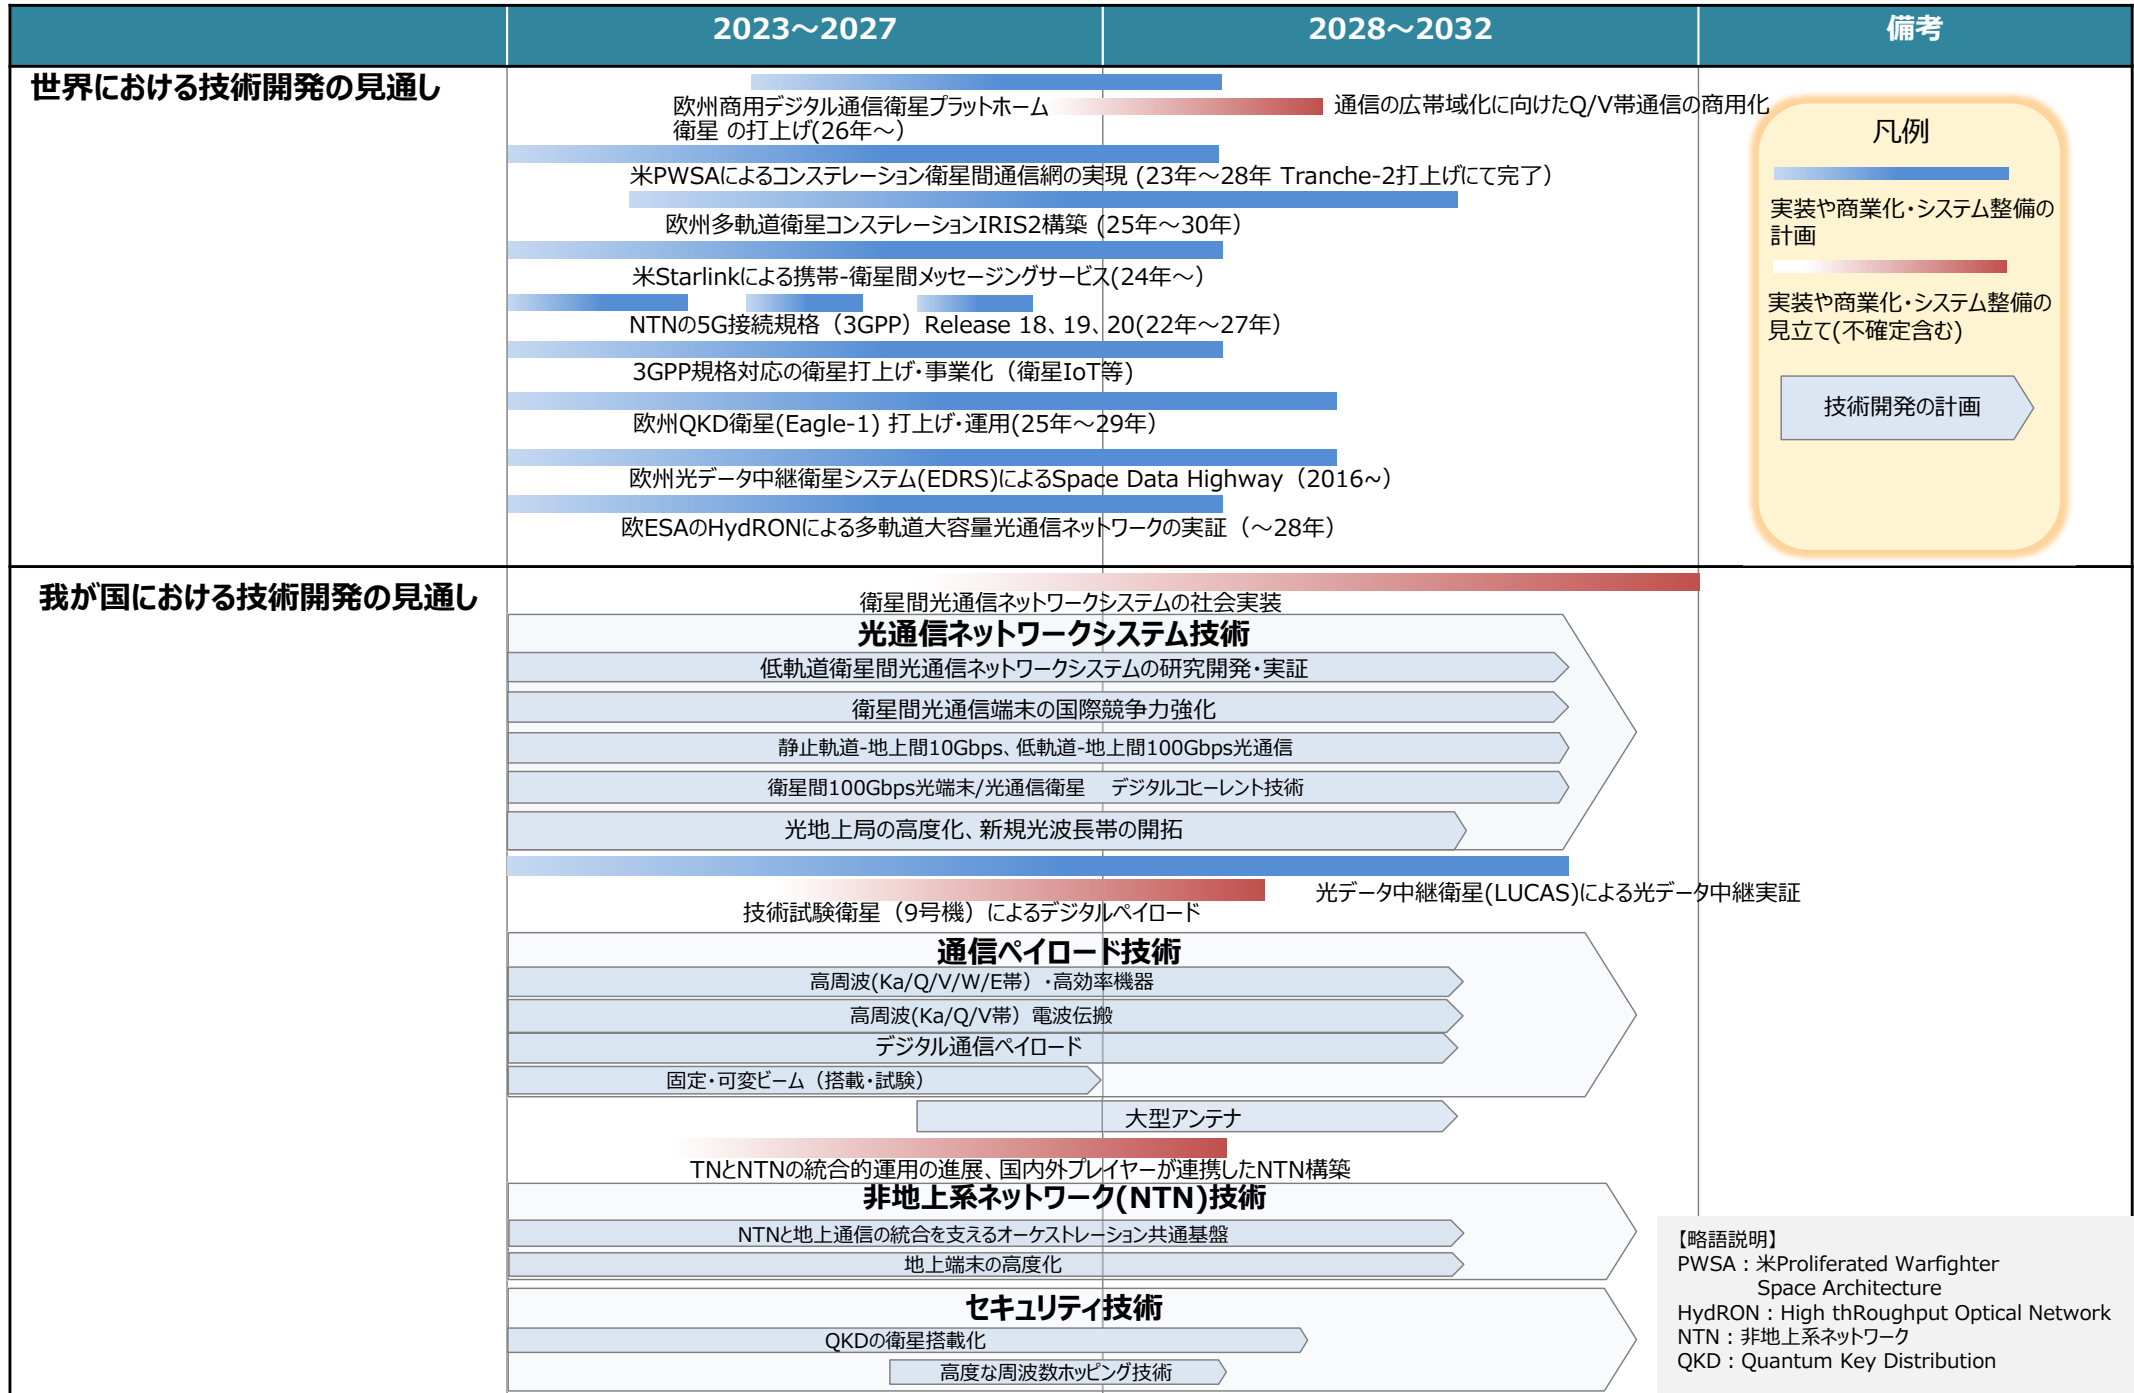 2023～2027
2028～2032
備考
世界における技術開発の見通し
欧州商用デジタル通信衛星プラットホーム
衛星 の打上げ(26年～)
通信の広帯域化に向けたQ/V帯通信の商用化
米PWSAによるコンステレーション衛星間通信網の実現 (23年～28年 Tranche-2打上げにて完了)
欧州多軌道衛星コンステレーションIRIS2構築 (25年～30年)
米Starlinkによる携帯-衛星間メッセージングサービス(24年～)
NTNの5G接続規格（3GPP）Release 18、19、20(22年～27年)
3GPP規格対応の衛星打上げ・事業化（衛星IoT等)
欧州QKD衛星(Eagle-1) 打上げ・運用(25年～29年)
欧州光データ中継衛星システム(EDRS)によるSpace Data Highway（2016~）
欧ESAのHydRONによる多軌道大容量光通信ネットワークの実証（～28年）
凡例
実装や商業化・システム整備の
計画
実装や商業化・システム整備の
見立て(不確定含む)
技術開発の計画
我が国における技術開発の見通し
衛星間光通信ネットワークシステムの社会実装
光通信ネットワークシステム技術
低軌道衛星間光通信ネットワークシステムの研究開発・実証
衛星間光通信端末の国際競争力強化
静止軌道-地上間10Gbps、低軌道-地上間100Gbps光通信
衛星間100Gbps光端末/光通信衛星　デジタルコヒーレント技術
光地上局の高度化、新規光波長帯の開拓
光データ中継衛星(LUCAS)による光データ中継実証
技術試験衛星（9号機）によるデジタルペイロード
通信ペイロード技術
高周波(Ka/Q/V/W/E帯）・高効率機器
高周波(Ka/Q/V帯）電波伝搬
デジタル通信ペイロード
固定・可変ビーム（搭載・試験）
大型アンテナ
TNとNTNの統合的運用の進展、国内外プレイヤーが連携したNTN構築
非地上系ネットワーク(NTN)技術
NTNと地上通信の統合を支えるオーケストレーション共通基盤
地上端末の高度化
セキュリティ技術
QKDの衛星搭載化
高度な周波数ホッピング技術
【略語説明】
PWSA：米Proliferated Warfighter
Space Architecture
HydRON：High thRoughput Optical Network
NTN：非地上系ネットワーク
QKD：Quantum Key Distribution